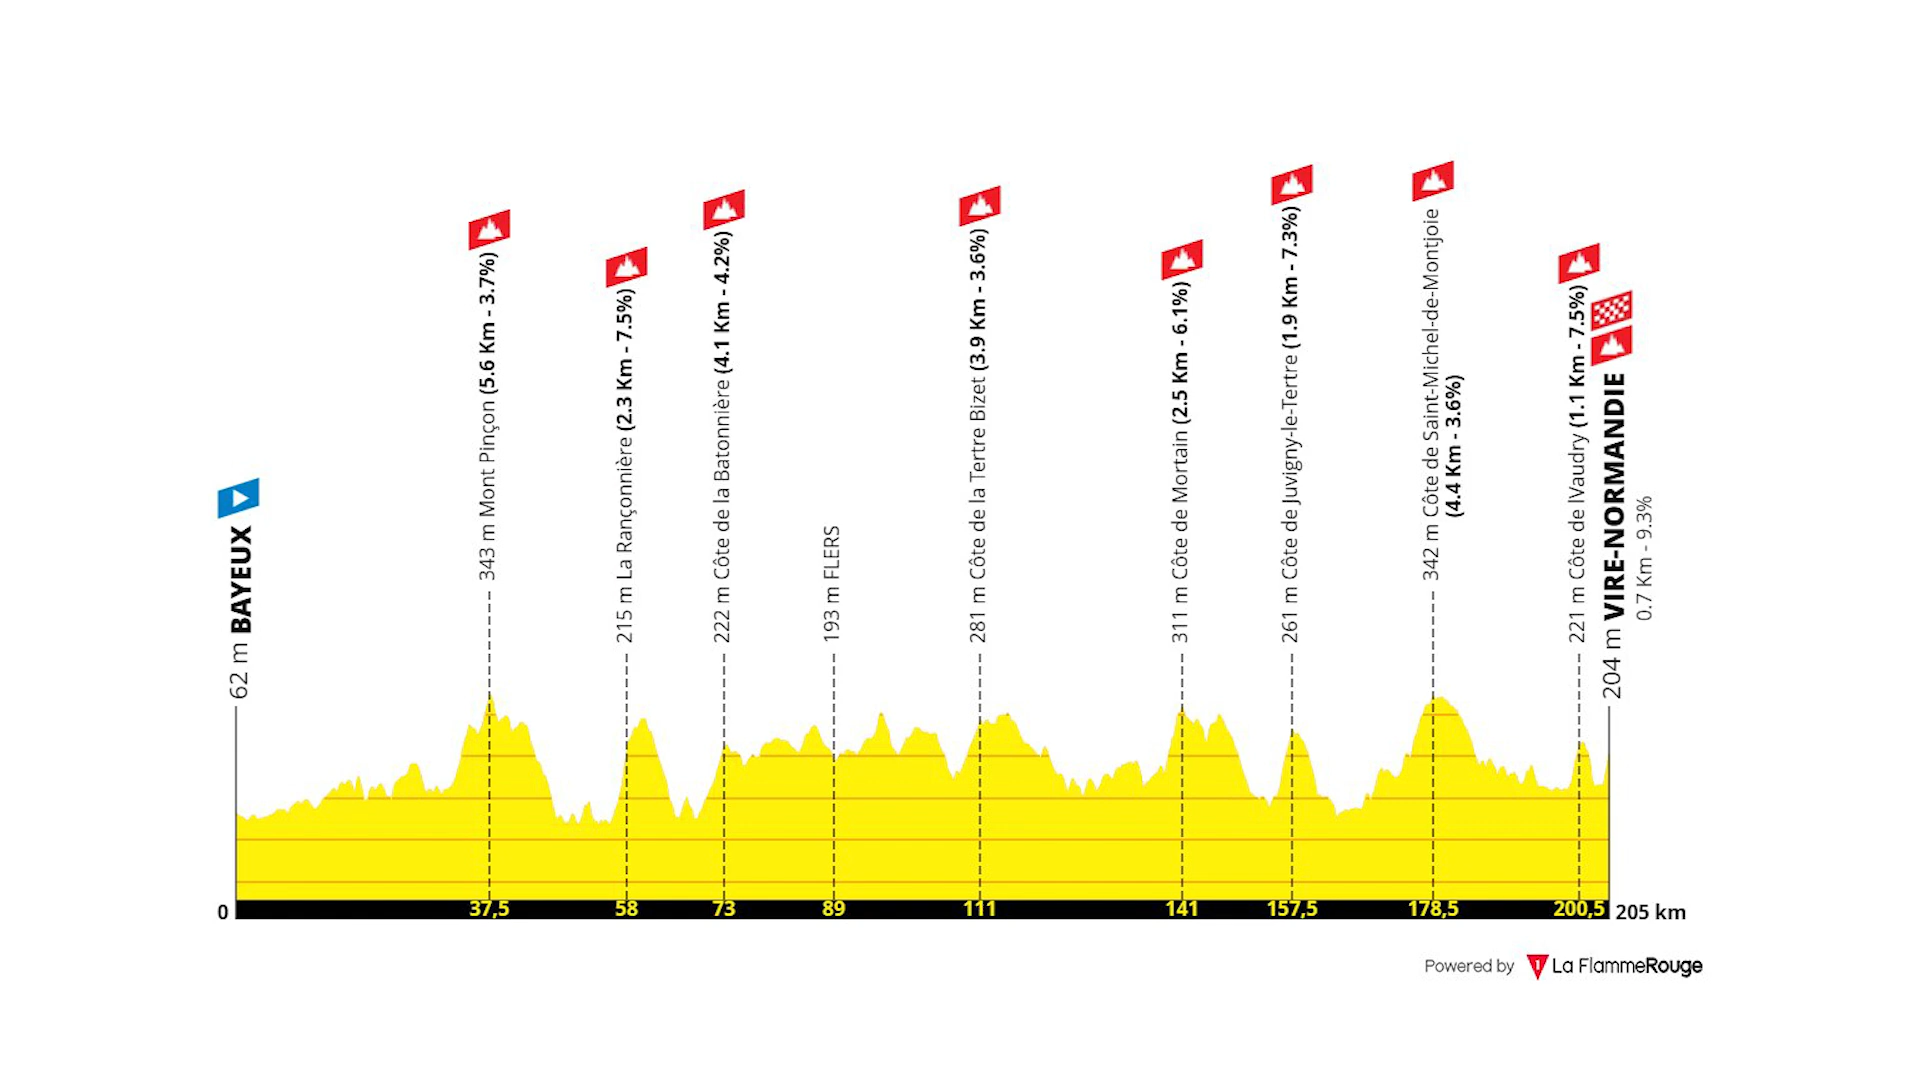 62 m BAYEUX
343 m Mont Pinçon (5.6 Km - 3.7%)
215 m La Rançonnière (2.3 Km - 7.5%)
222 m Côte de la Batonnière (4.1 Km - 4.2%)
193 m FLERS
281 m Côte de la Tertre Bizet (3.9 Km - 3.6%)
311 m Côte de Mortain (2.5 Km - 6.1%)
261 m Côte de Juvigny-le-Tertre (1.9 Km - 7.3%)
342 m Côte de Saint-Michel-de-Montjoie
(4.4 Km - 3.6%)
221 m Côte de lVaudry (1.1 Km - 7.5%)
204 m VIRE-NORMANDIE
0.7 Km - 9.3%
0 37,5 58 73 89 111 141 157,5 178,5 200,5 205 km
Powered by La FlammeRouge